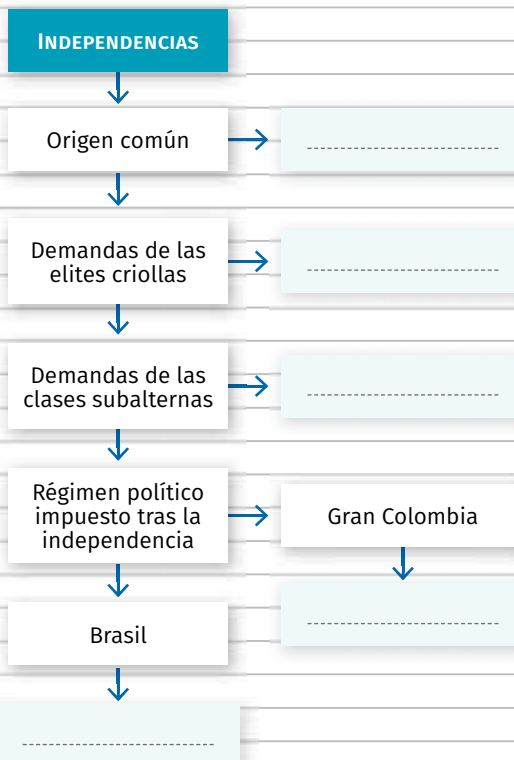 INDEPENDENCIAS
Origen común
Demandas de las
elites criollas
Demandas de las
clases subalternas
Régimen político
impuesto tras la
independencia
Gran Colombia
Brasil